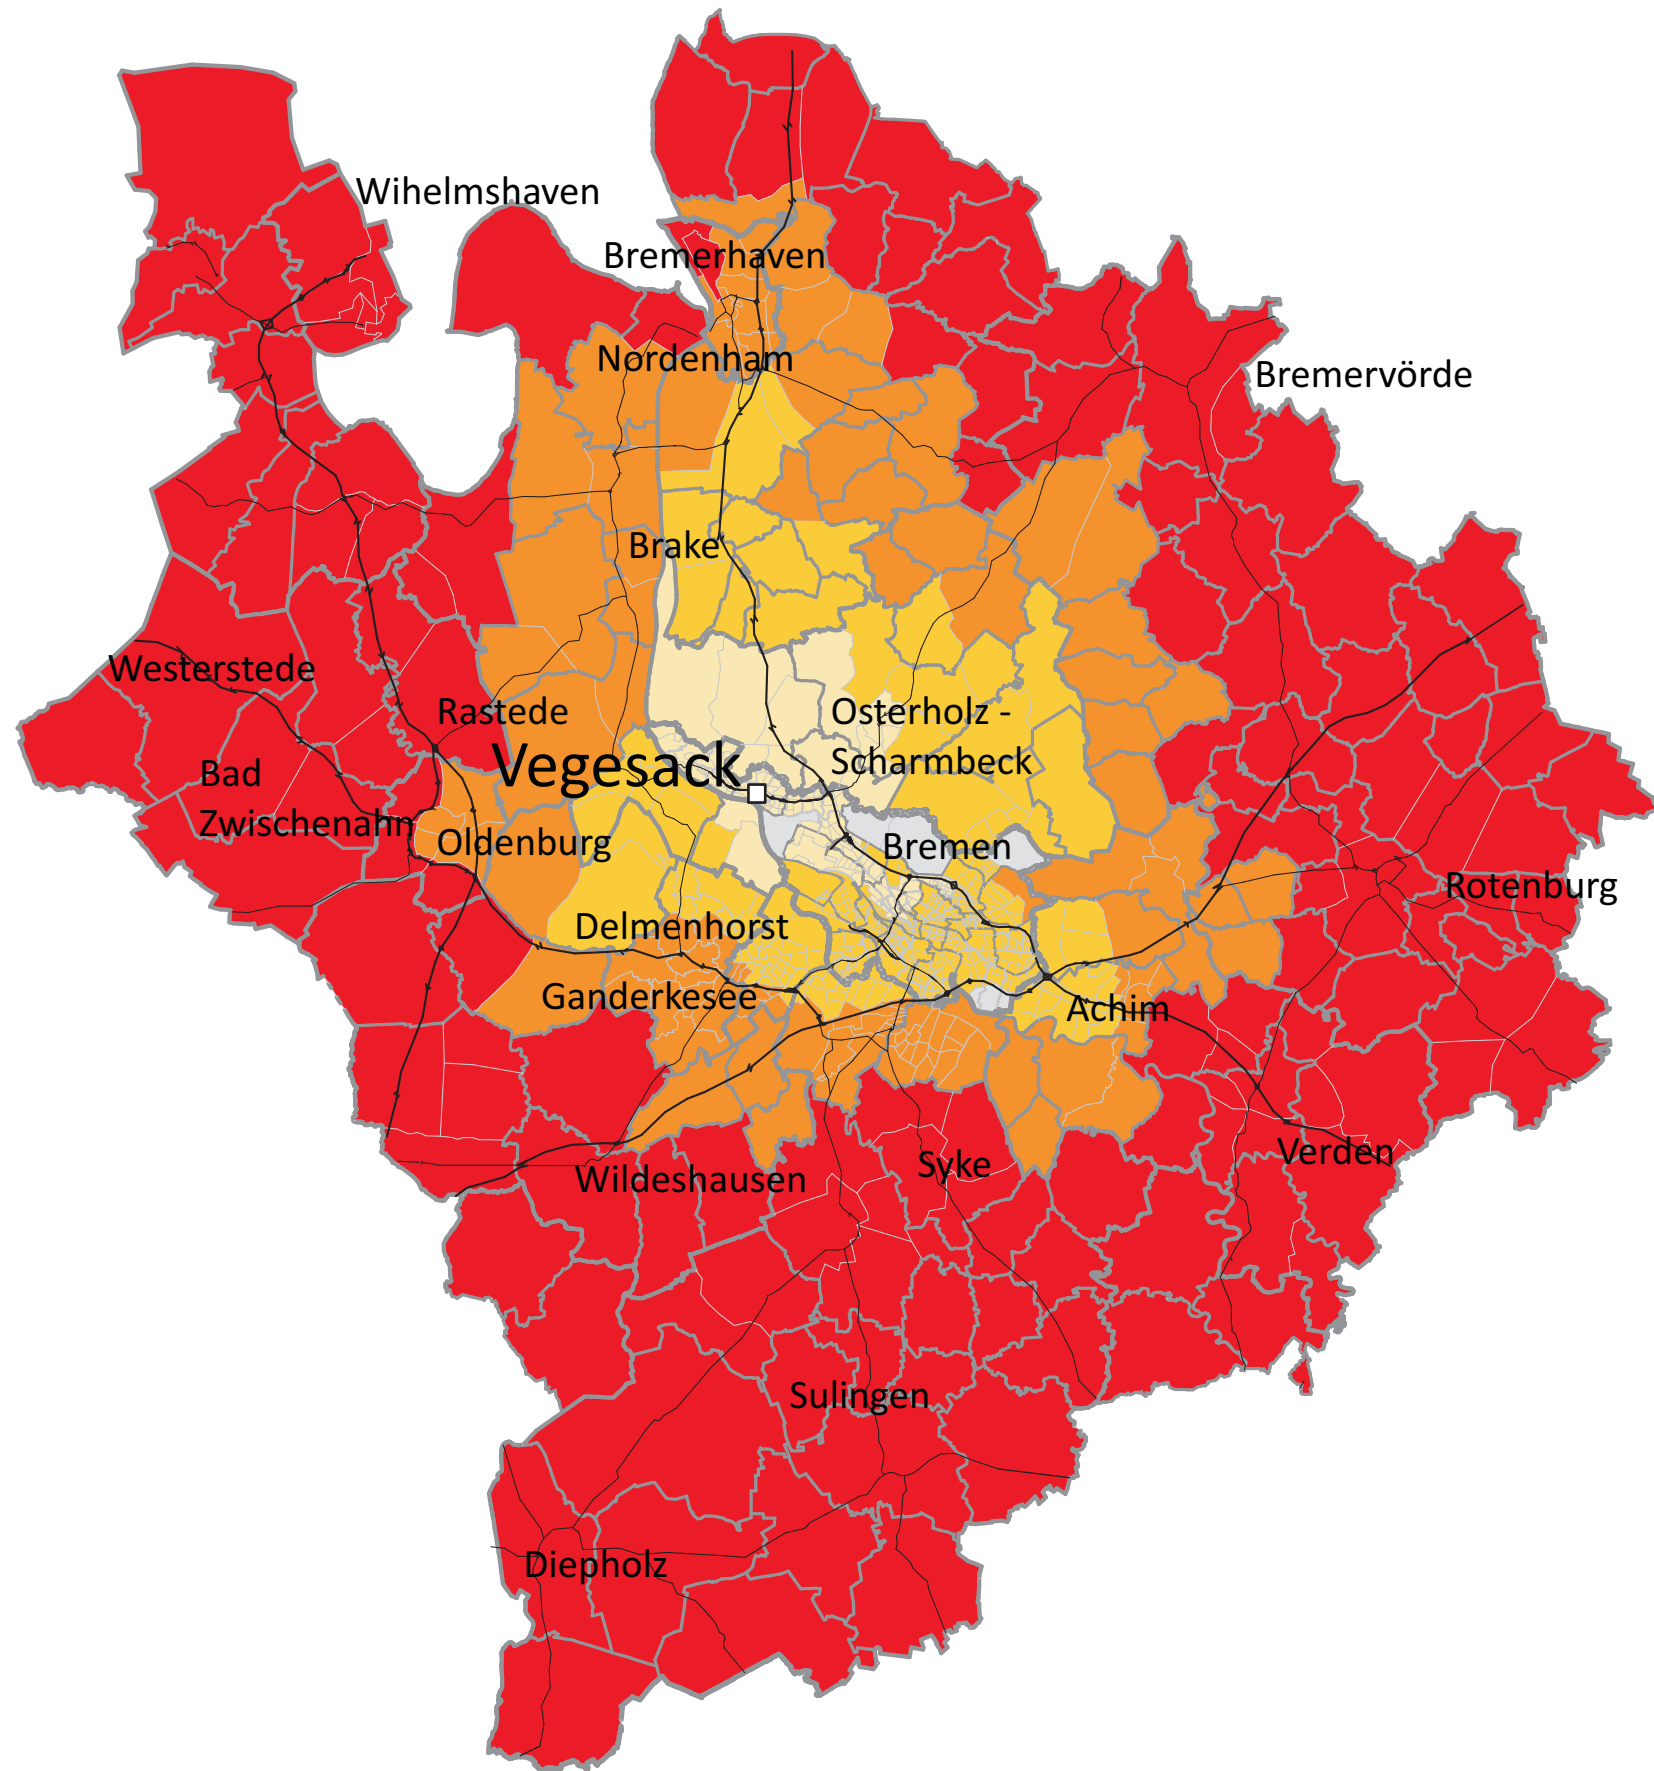 Wihelmshaven
Bremerhaven
Nordenham
Bremervörde
Brake
Westerstede
Rastede
Osterholz -
Scharmbeck
Vegesack
Bad
Zwischenahn
Oldenburg
Bremen
Rotenburg
Delmenhorst
Ganderkesee
Achim
Verden
Syke
Wildeshausen
Sulingen
Diepholz